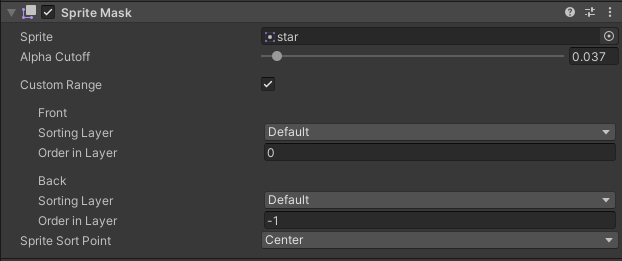 Sprite Mask
Sprite star
Alpha Cutoff 0.037
Custom Range
Front
Sorting Layer Default
Order in Layer 0
Back
Sorting Layer Default
Order in Layer -1
Sprite Sort Point Center